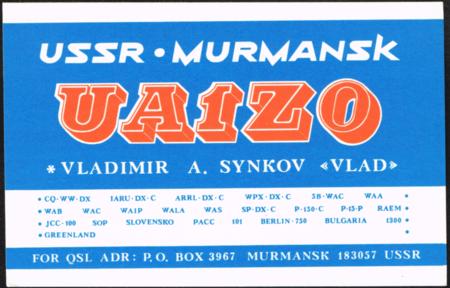 USSR • MURMANSK
UA1ZO
* VLADIMIR A. SYNKOV «VLAD»
• CQ-WW-DX IARU-DX-C ARRL-DX-C WPX-DX-C 5B-WAC WAA •
• WAB WAC WAIP WALA WAS SP-DX-C P-150-C P-15-P RAEM •
• JCC-100 SOP SLOVENSKO PACC 101 BERLIN-750 BULGARIA 1300 •
• GREENLAND •
FOR QSL ADR: P.O. BOX 3967 MURMANSK 183057 USSR